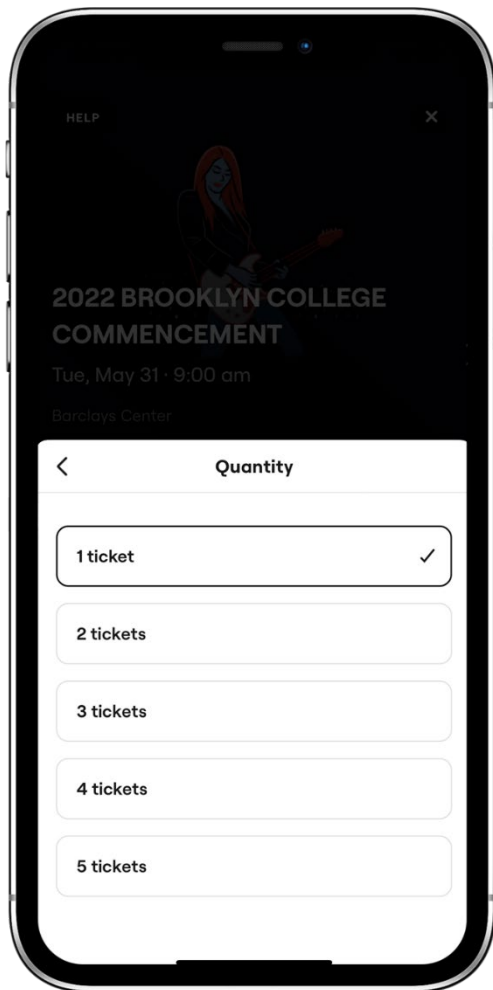 HELP
2022 BROOKLYN COLLEGE
COMMENCEMENT
Tue, May 31 · 9:00 am
Barclays Center
Quantity
1 ticket
2 tickets
3 tickets
4 tickets
5 tickets